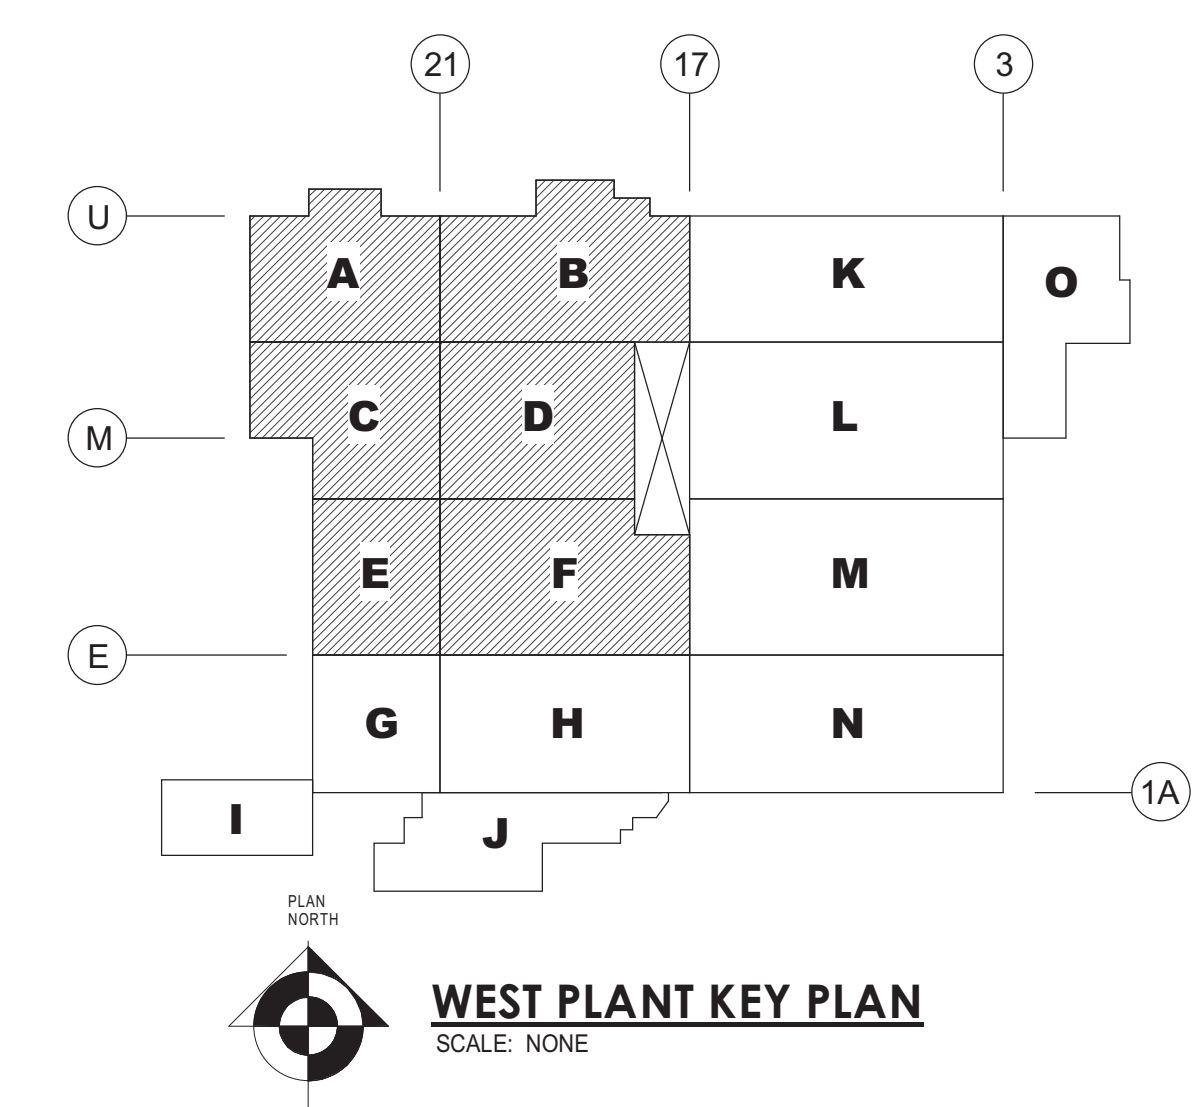 21 17 3
U
A B K O
C D L
M
E F M
E
G H N
1A
I J
PLAN
NORTH
WEST PLANT KEY PLAN
SCALE: NONE